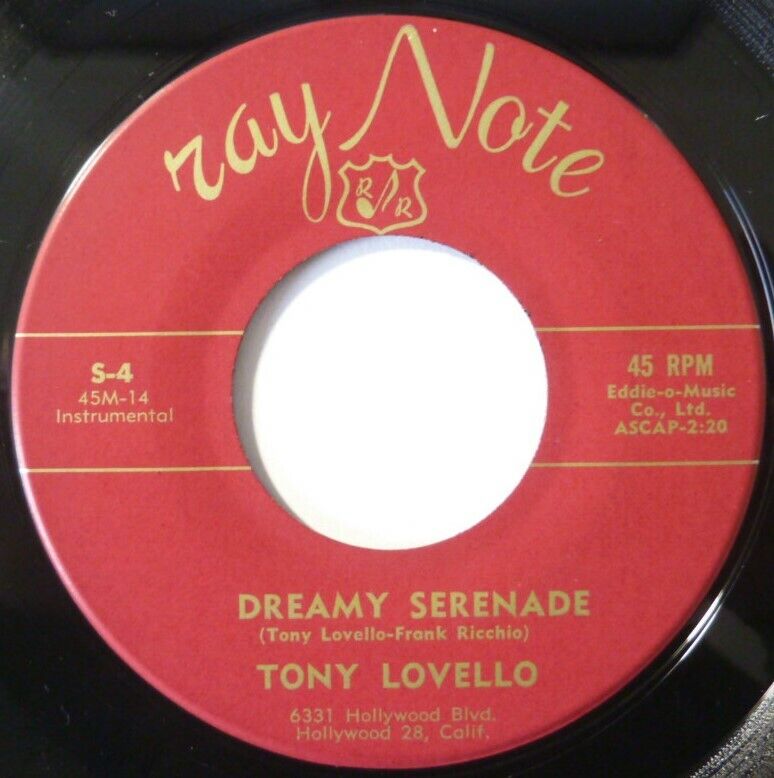 ray Note
R R
S-4
45M-14
Instrumental
45 RPM
Eddie-o-Music
Co., Ltd.
ASCAP-2:20
DREAMY SERENADE
(Tony Lovello-Frank Ricchio)
TONY LOVELLO
6331 Hollywood Blvd.
Hollywood 28, Calif.